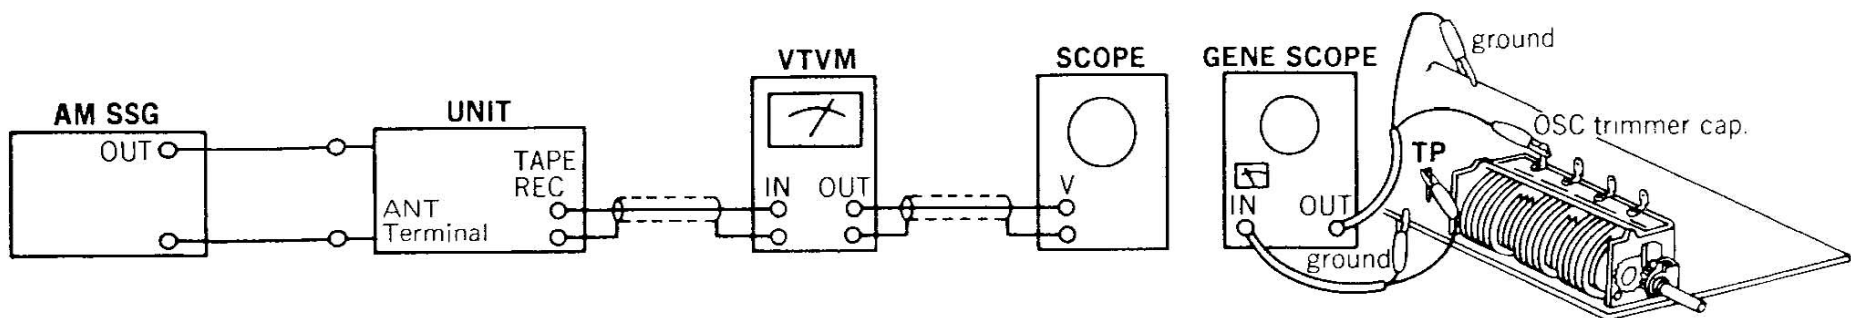 AM SSG
OUT
UNIT
TAPE
REC
ANT
Terminal
VTVM
IN OUT
SCOPE
V
GENE SCOPE
IN OUT
ground
OSC trimmer cap.
TP
ground